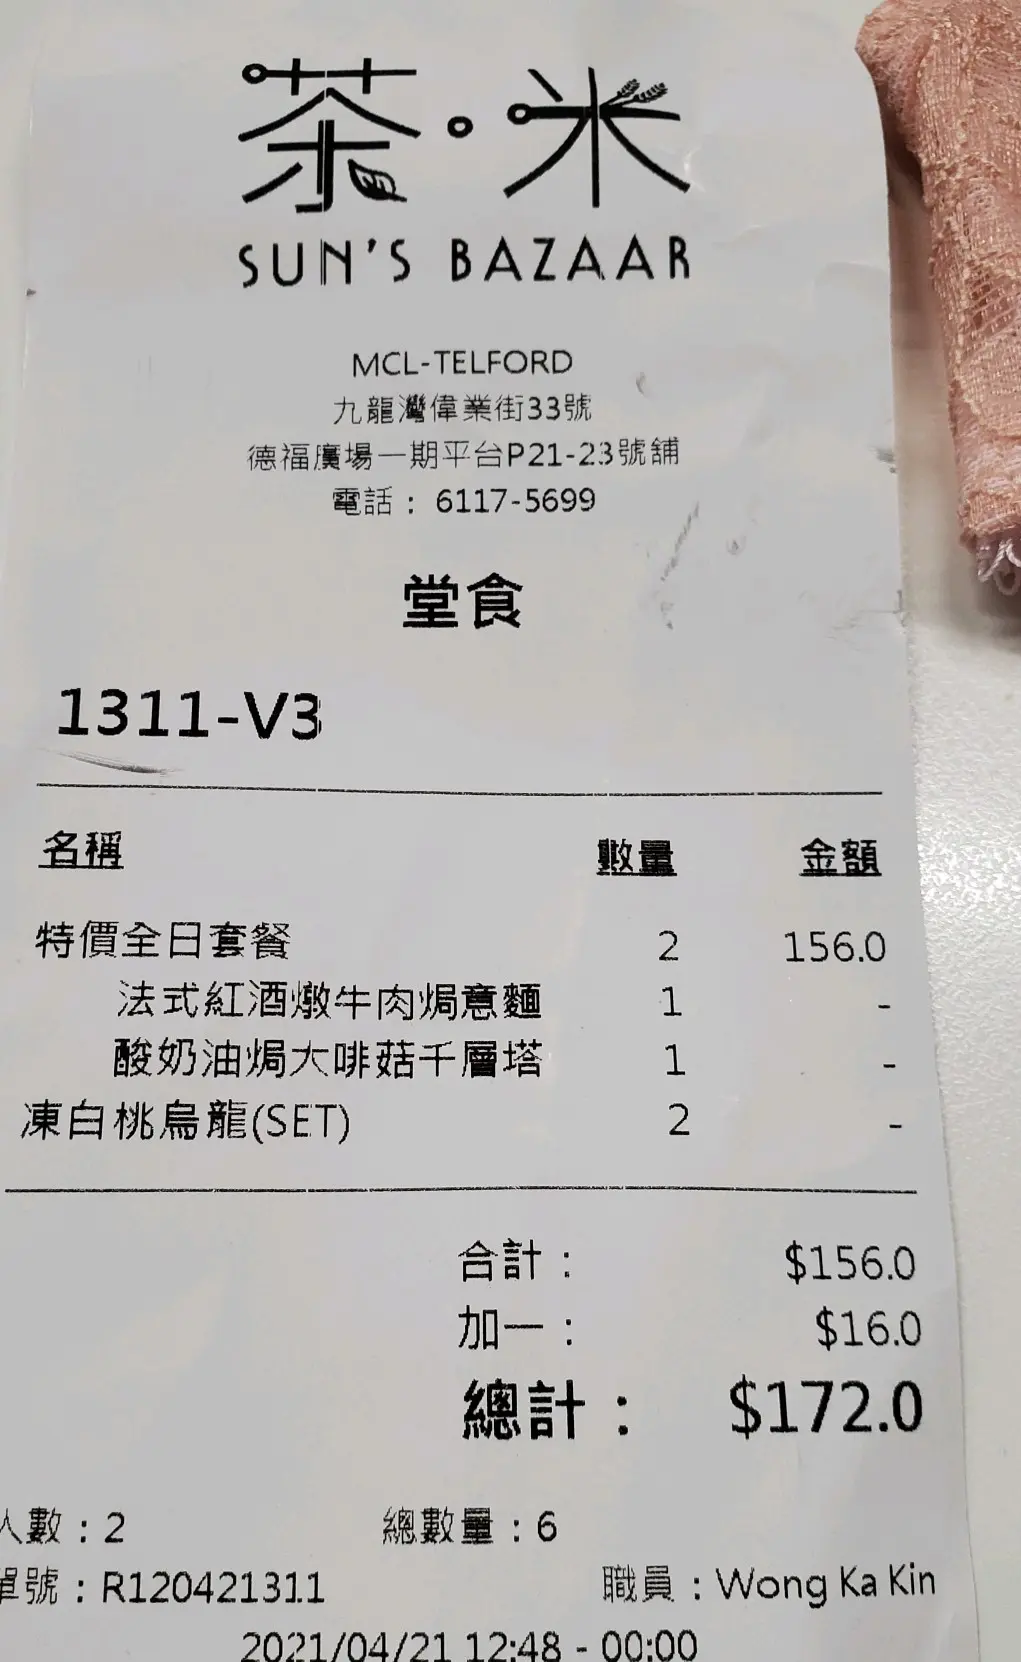 茶·米
SUN'S BAZAAR
MCL-TELFORD
九龍灣偉業街33號
德福廣場一期平台P21-23號舖
電話： 6117-5699
堂食
1311-V3
名稱 數量 金額
特價全日套餐 2 156.0
法式紅酒燉牛肉焗意麵 1 -
酸奶油焗大啡菇千層塔 1 -
凍白桃烏龍(SET) 2 -
合計： $156.0
加一： $16.0
總計： $172.0
人數：2 總數量：6
單號：R120421311 職員：Wong Ka Kin
2021/04/21 12:48 - 00:00